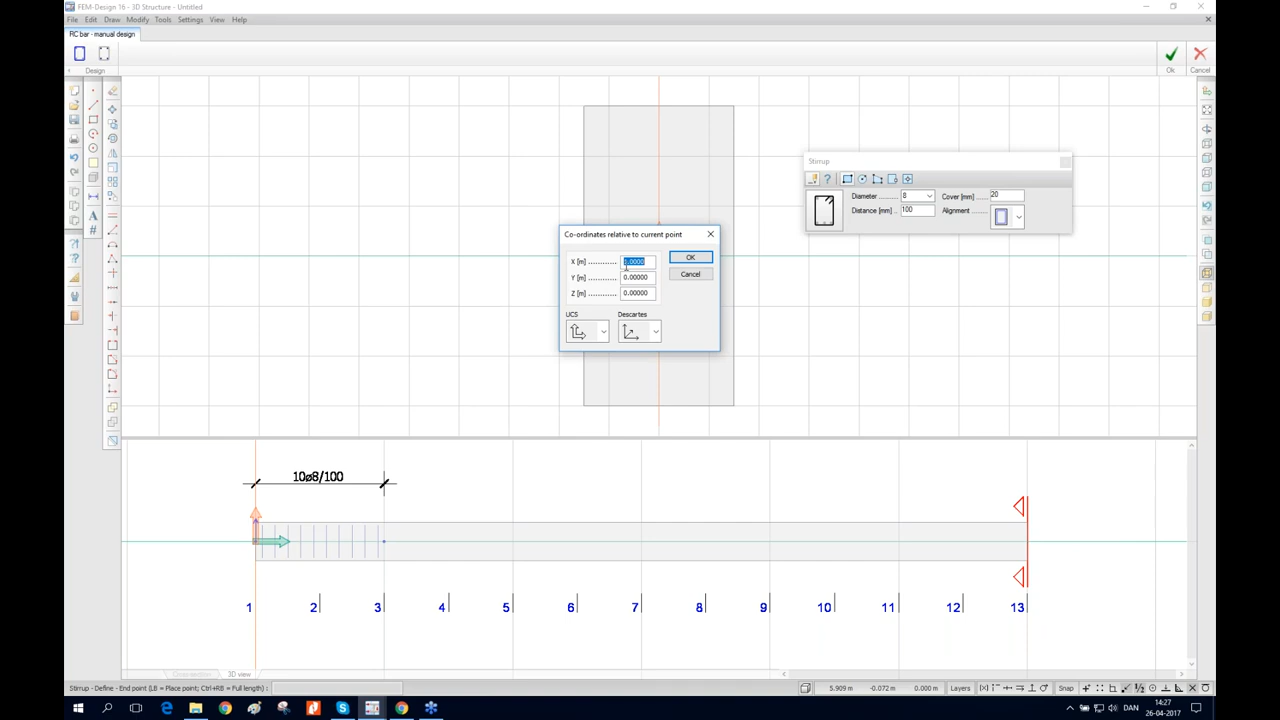 FEM-Design 16 - 3D Structure - Untitled
File Edit Draw Modify Tools Settings View Help
RC bar - manual design
Design
Ok Cancel
Stirrup
Diameter 8 Cover [mm] 20
Distance [mm] 100 Alignment
Co-ordinates relative to current point
X [m] OK
Y [m] 0.00000 Cancel
Z [m] 0.00000
UCS Descartes
10ø8/100
1 2 3 4 5 6 7 8 9 10 11 12 13
3D view
Stirrup - Define - End point (LB = Place point; Ctrl+RB = Full length): 5.909 m -0.072 m 0.000 m Layers Snap
DAN 14:27
26-04-2017